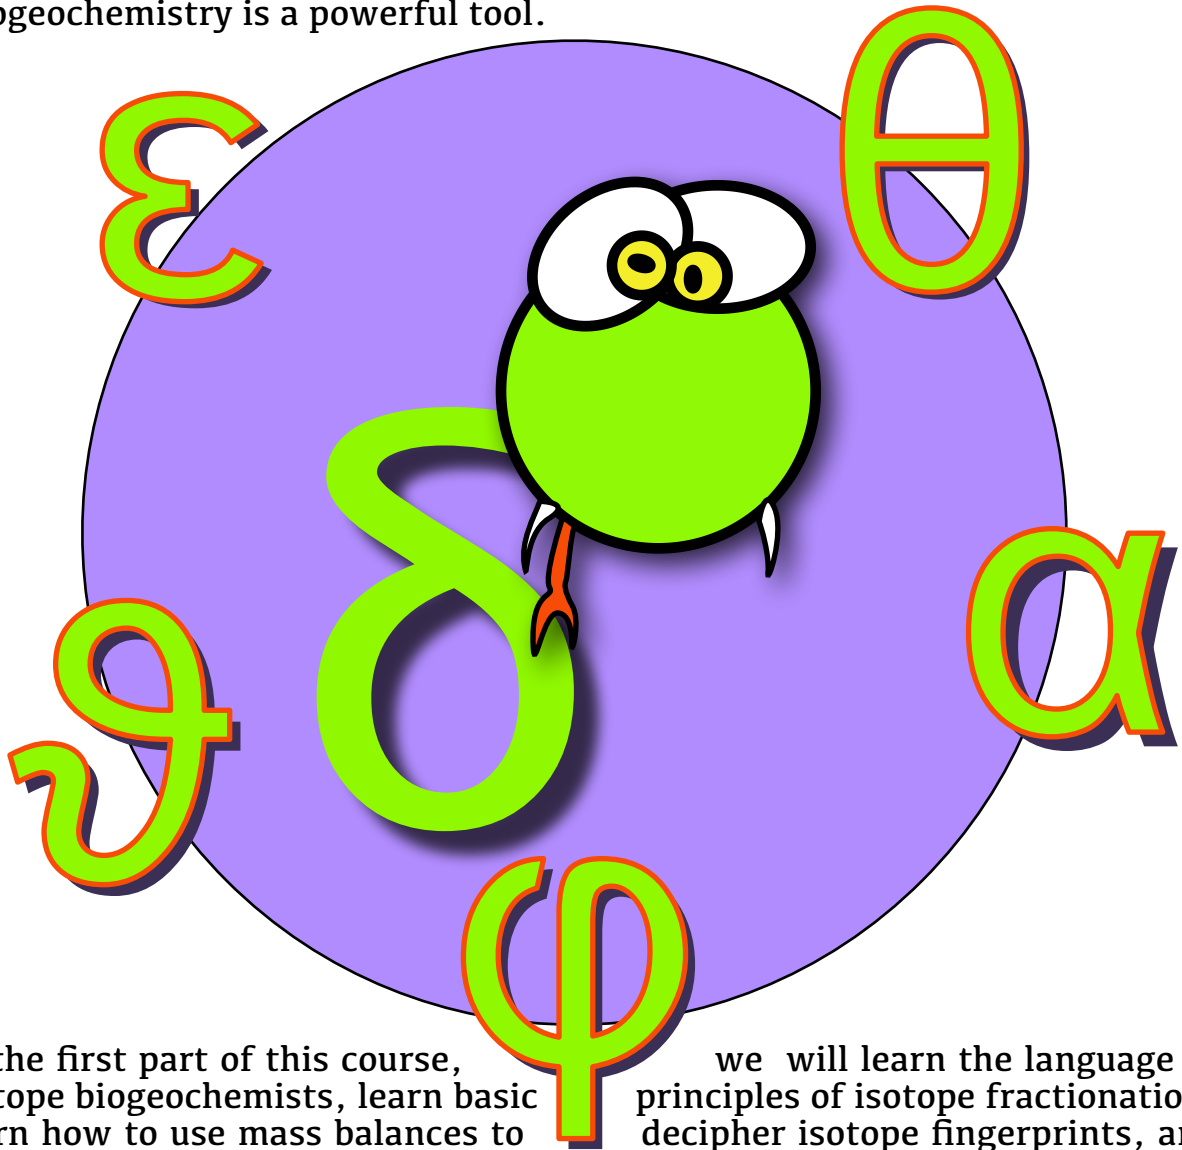 ogeochemistry is a powerful tool.
ε
θ
δ
α
ϑ
φ
the first part of this course, we will learn the language
tope biogeochemists, learn basic principles of isotope fractionatio
rn how to use mass balances to decipher isotope fingerprints, an